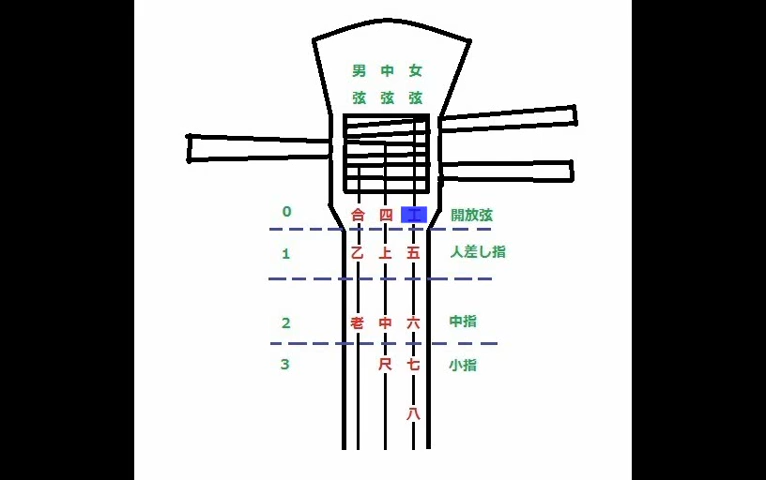 男 中 女
弦 弦 弦
0 合 四 工 開放弦
1 乙 上 五 人差し指
2 老 中 六 中指
3 尺 七 小指
八